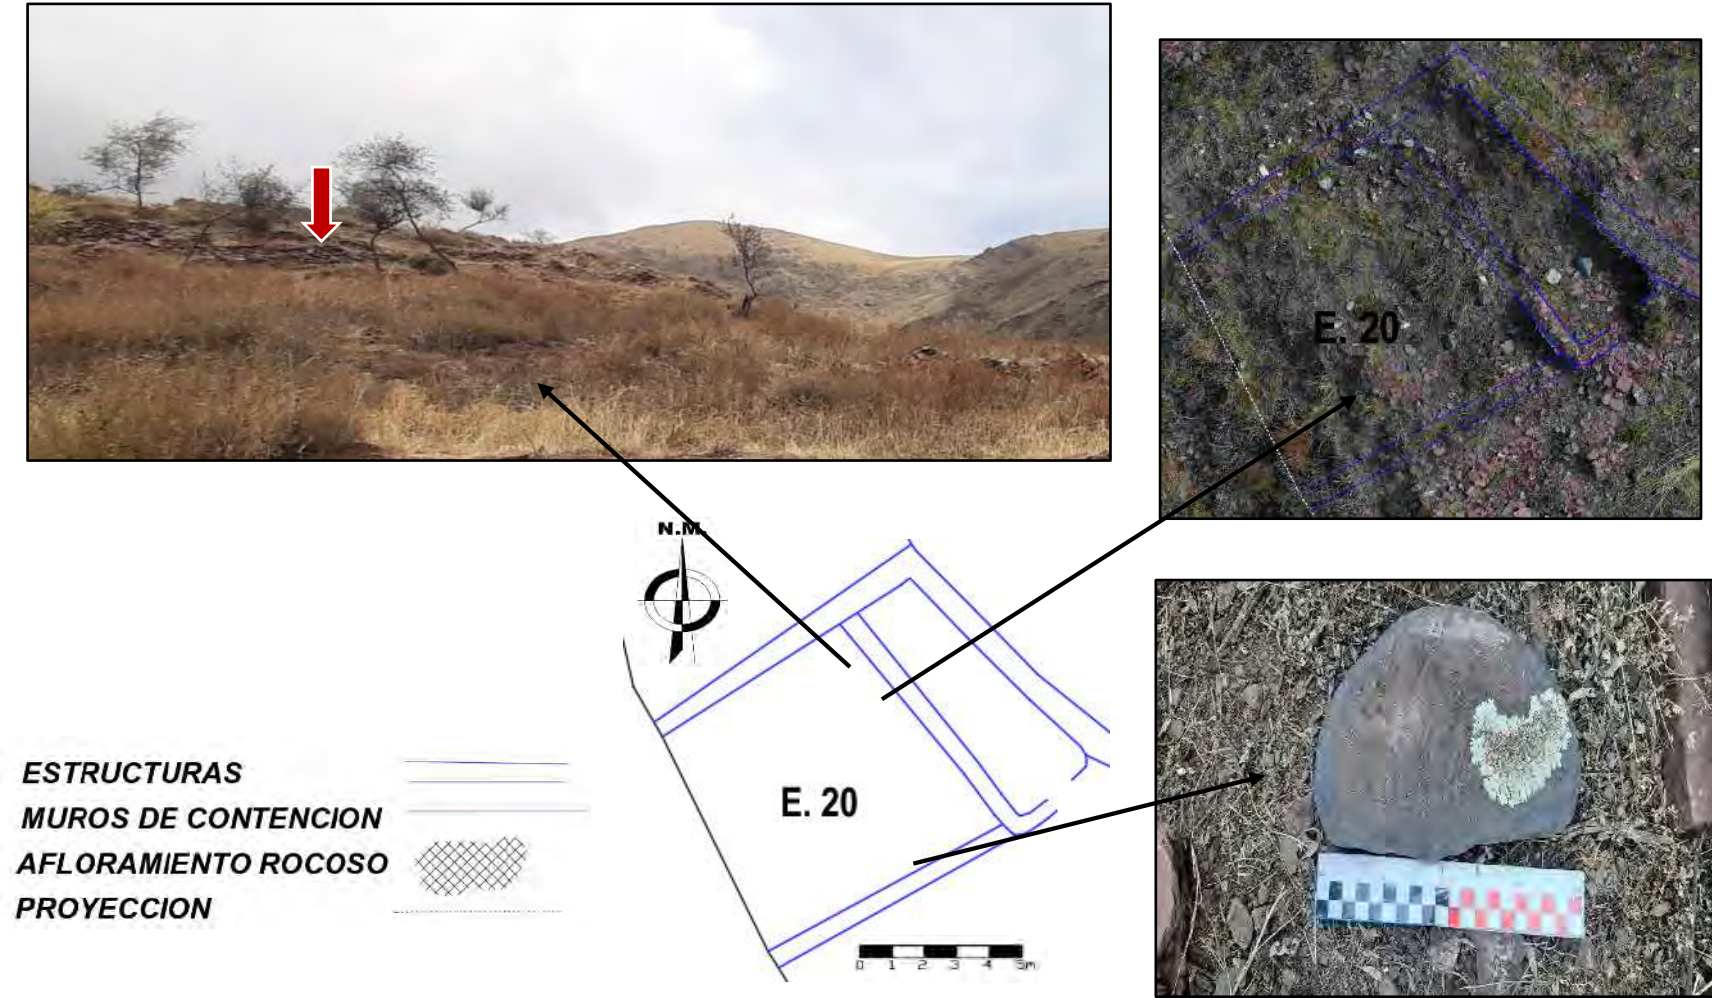 E. 20
N.M.
ESTRUCTURAS
MUROS DE CONTENCION
AFLORAMIENTO ROCOSO
PROYECCION
E. 20
0 1 2 3 4 5m